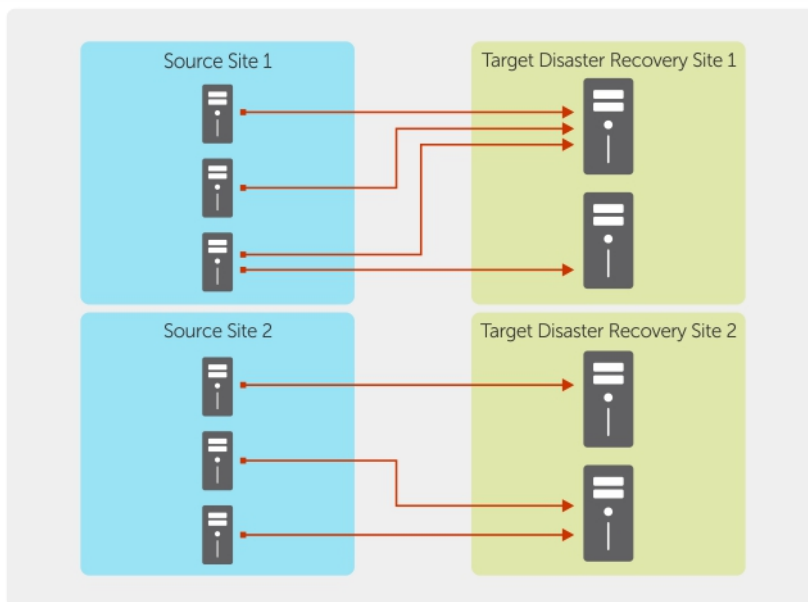 Source Site 1
Target Disaster Recovery Site 1
Source Site 2
Target Disaster Recovery Site 2